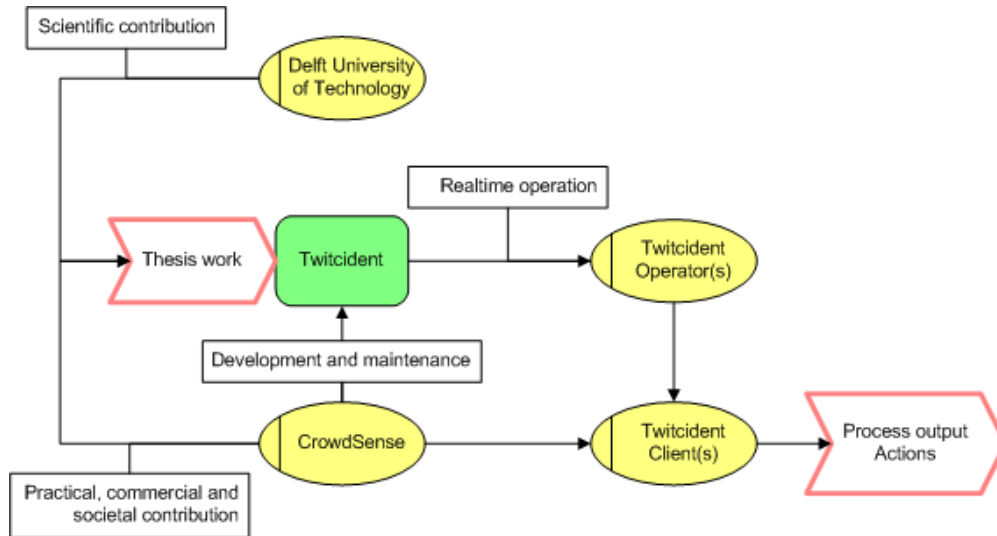 Scientific contribution
Delft University
of Technology
Realtime operation
Thesis work
Twitcident
Twitcident
Operator(s)
Development and maintenance
CrowdSense
Twitcident
Client(s)
Process output
Actions
Practical, commercial and
societal contribution